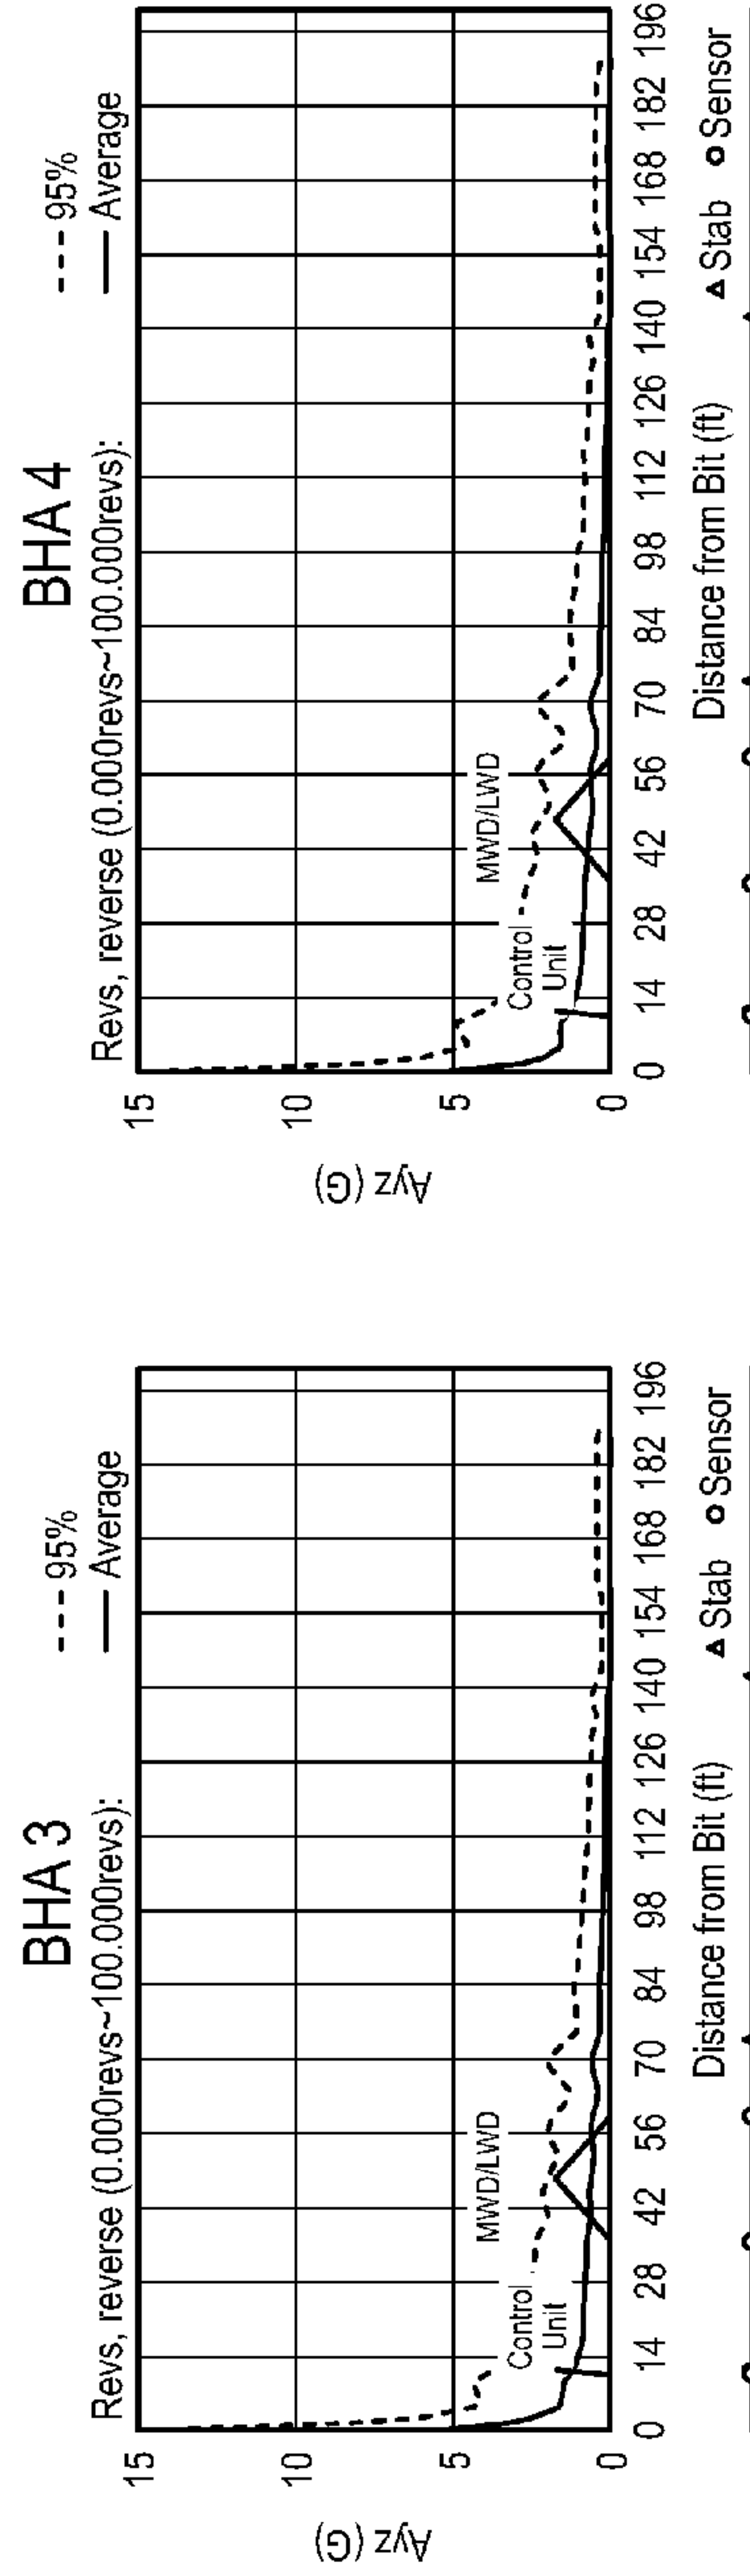 BHA 3
Revs, reverse (0.000revs~100.000revs):
--- 95%
— Average
Ayz (G)
15
10
5
0
Control
Unit
MWD/LWD
0 14 28 42 56 70 84 98 112 126 140 154 168 182 196
Distance from Bit (ft)
▲ Stab o Sensor
BHA 4
Revs, reverse (0.000revs~100.000revs):
--- 95%
— Average
Ayz (G)
15
10
5
0
Control
Unit
MWD/LWD
0 14 28 42 56 70 84 98 112 126 140 154 168 182 196
Distance from Bit (ft)
▲ Stab o Sensor